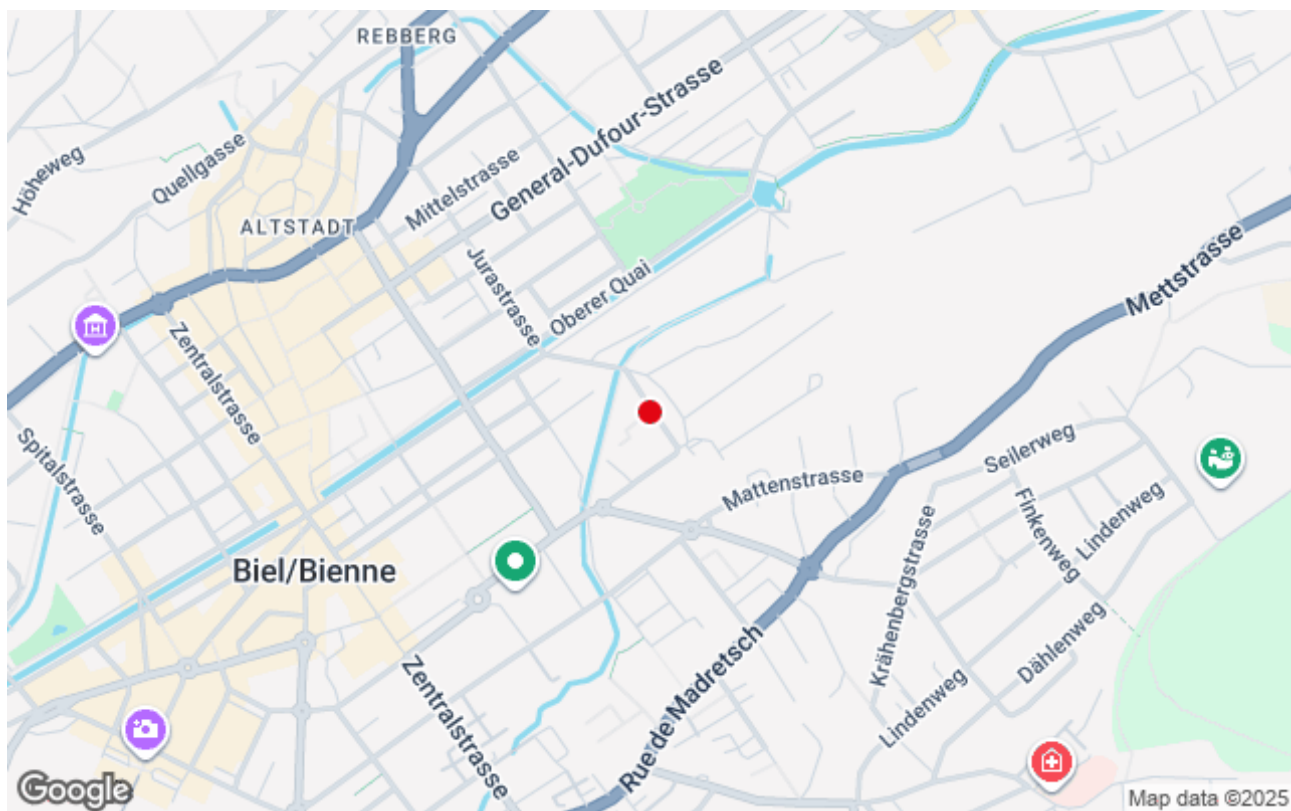 REBBERG
Höheweg
Quellgasse
Mittelstrasse
General-Dufour-Strasse
ALTSTADT
Jurastrasse
Oberer Quai
Mettstrasse
Zentralstrasse
Spitalstrasse
Mattenstrasse
Seilerweg
Finkenweg
Lindenweg
Krähenbergstrasse
Biel/Bienne
Dählenweg
Zentralstrasse
Rue de Madretsch
Lindenweg
Google
Map data ©2025